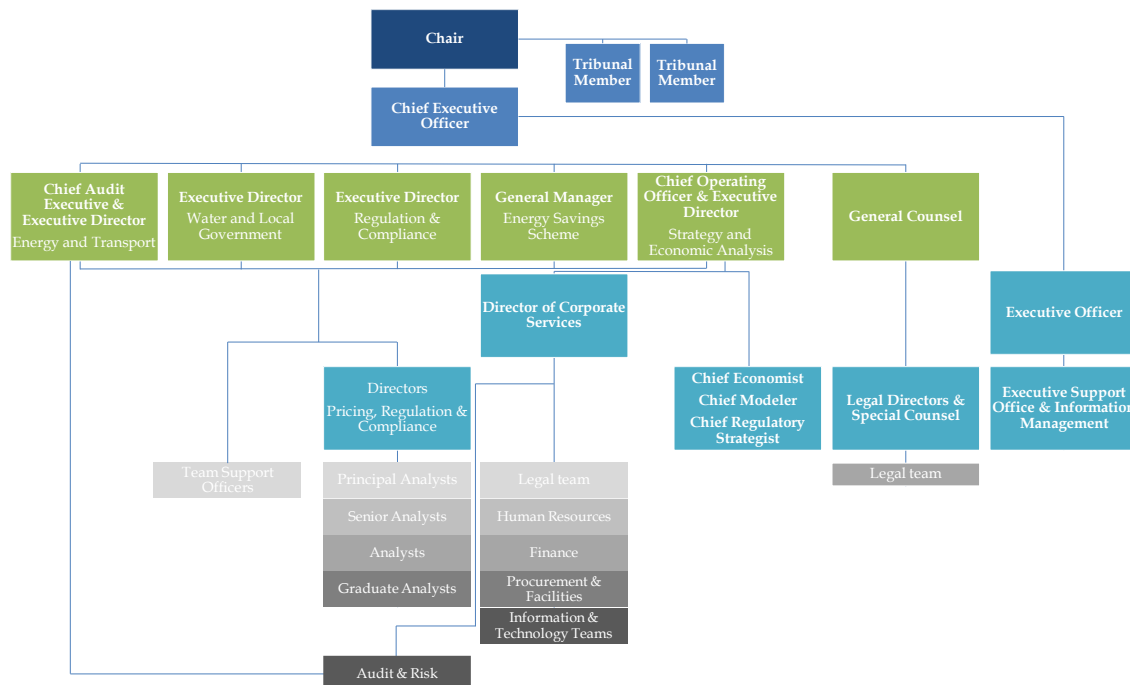 Chair
Tribunal
Member
Tribunal
Member
Chief Executive
Officer
Chief Audit
Executive &
Executive Director
Energy and Transport
Executive Director
Water and Local
Government
Executive Director
Regulation &
Compliance
General Manager
Energy Savings
Scheme
Chief Operating
Officer & Executive
Director
Strategy and
Economic Analysis
General Counsel
Director of Corporate
Services
Executive Officer
Directors
Pricing, Regulation &
Compliance
Chief Economist
Chief Modeler
Chief Regulatory
Strategist
Legal Directors &
Special Counsel
Executive Support
Office & Information
Management
Team Support
Officers
Principal Analysts
Senior Analysts
Analysts
Graduate Analysts
Legal team
Human Resources
Finance
Procurement &
Facilities
Information &
Technology Teams
Legal team
Audit & Risk